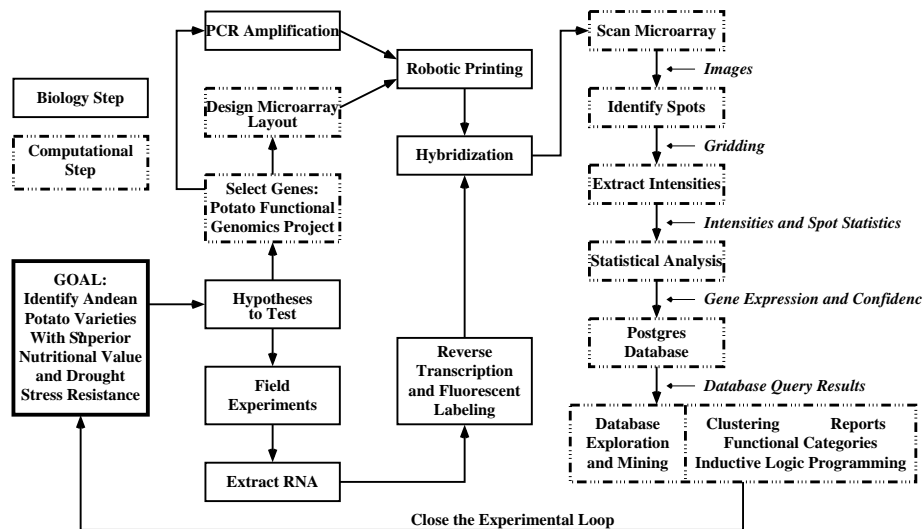 PCR Amplification
Robotic Printing
Scan Microarray
Images
Biology Step
Design Microarray
Layout
Identify Spots
Computational
Step
Hybridization
Gridding
Select Genes:
Potato Functional
Genomics Project
Extract Intensities
Intensities and Spot Statistics
GOAL:
Identify Andean
Potato Varieties
With Superior
Nutritional Value
and Drought
Stress Resistance
Hypotheses
to Test
Statistical Analysis
Gene Expression and Confidenc
Postgres
Database
Field
Experiments
Reverse
Transcription
and Fluorescent
Labeling
Database Query Results
Extract RNA
Database
Exploration
and Mining
Clustering Reports
Functional Categories
Inductive Logic Programming
Close the Experimental Loop